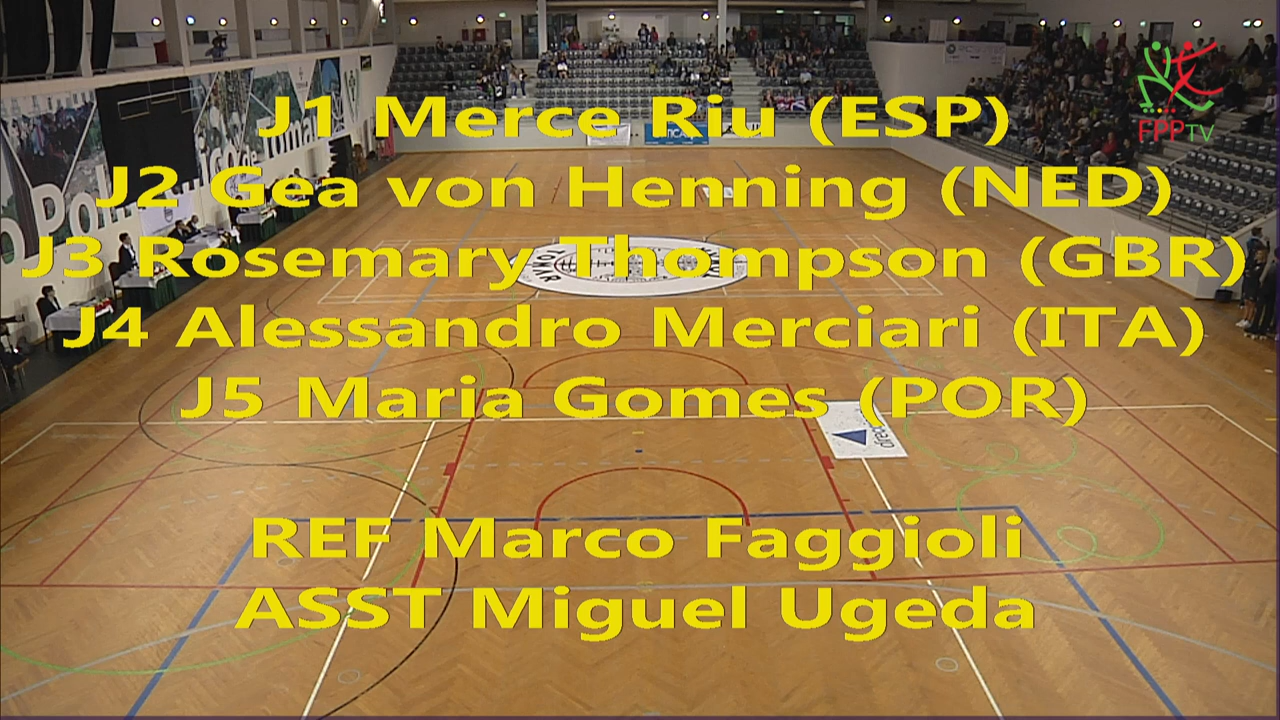 J1 Merce Riu (ESP)
J2 Gea von Henning (NED)
J3 Rosemary Thompson (GBR)
J4 Alessandro Merciari (ITA)
J5 Maria Gomes (POR)
REF Marco Faggioli
ASST Miguel Ugeda
FPPTV
TOMAR